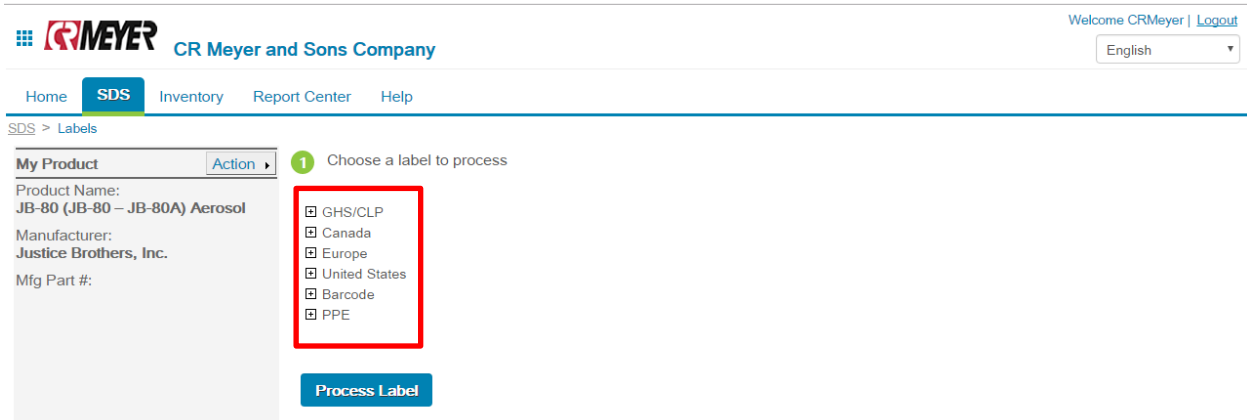 Welcome CRMeyer | Logout
CRMEYER CR Meyer and Sons Company
English
Home SDS Inventory Report Center Help
SDS > Labels
My Product Action
1 Choose a label to process
Product Name:
JB-80 (JB-80 – JB-80A) Aerosol
Manufacturer:
Justice Brothers, Inc.
Mfg Part #:
GHS/CLP
Canada
Europe
United States
Barcode
PPE
Process Label